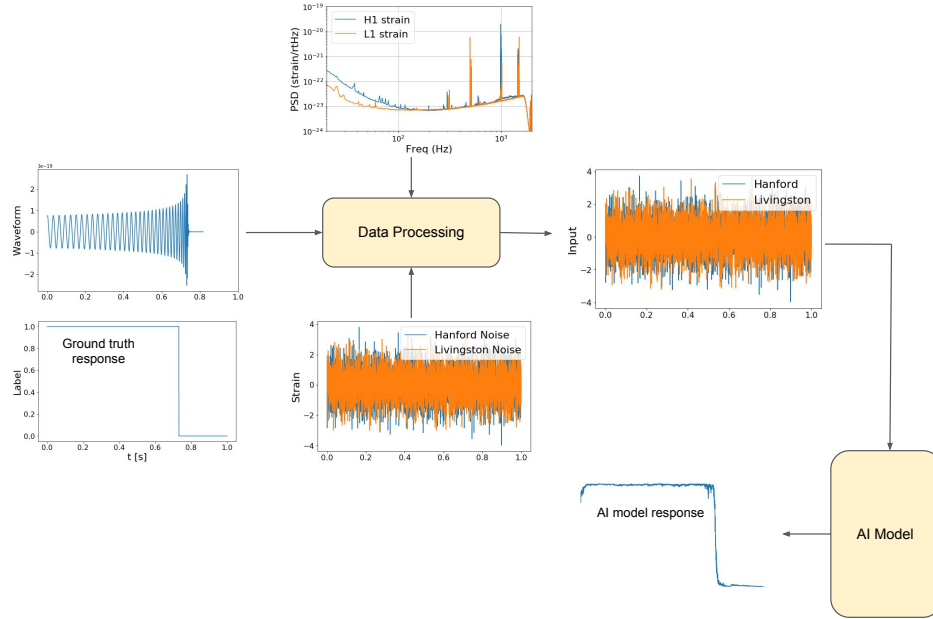 H1 strain
L1 strain
PSD (strain/rtHz)
10⁻¹⁹
10⁻²⁰
10⁻²¹
10⁻²²
10⁻²³
10⁻²⁴
10² 10³
Freq (Hz)
1e−19
Waveform
2
1
0
−1
−2
0.0 0.2 0.4 0.6 0.8 1.0
Data Processing
Input
4
2
0
−2
−4
Hanford
Livingston
0.0 0.2 0.4 0.6 0.8 1.0
Label
1.0
0.8
0.6
0.4
0.2
0.0
Ground truth
response
0.0 0.2 0.4 0.6 0.8 1.0
t [s]
Strain
4
2
0
−2
−4
Hanford Noise
Livingston Noise
0.0 0.2 0.4 0.6 0.8 1.0
AI model response
AI Model